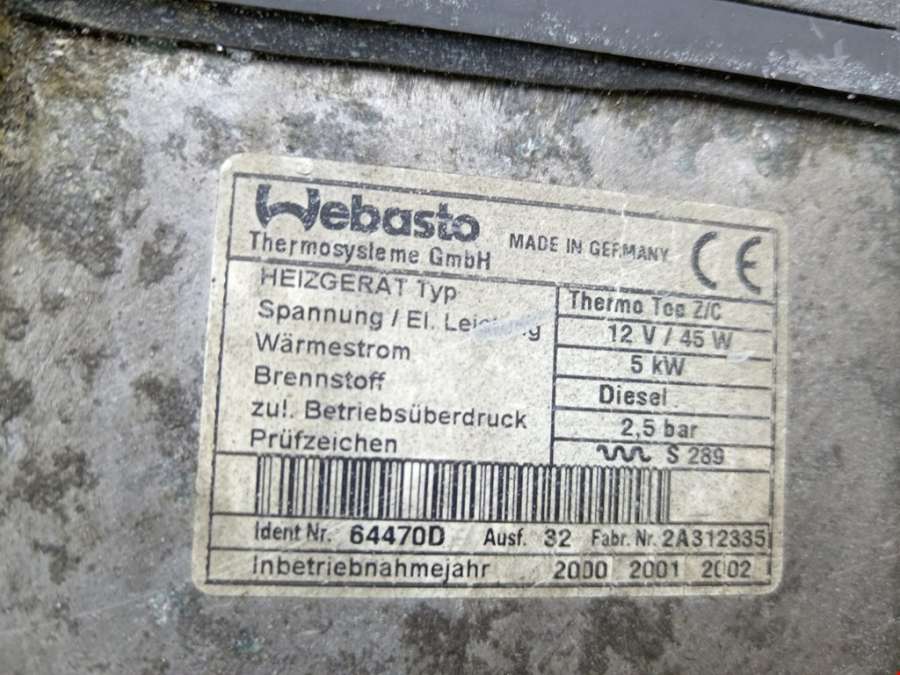 Webasto
Thermosysteme GmbH MADE IN GERMANY CE
HEIZGERÄT Typ Thermo Top Z/C
Spannung / El. Leistung 12 V / 45 W
Wärmestrom 5 kW
Brennstoff Diesel
zul. Betriebsüberdruck 2,5 bar
Prüfzeichen S 289
Ident Nr. 64470D Ausf. 32 Fabr. Nr. 2A312335
Inbetriebnahmejahr 2000 2001 2002